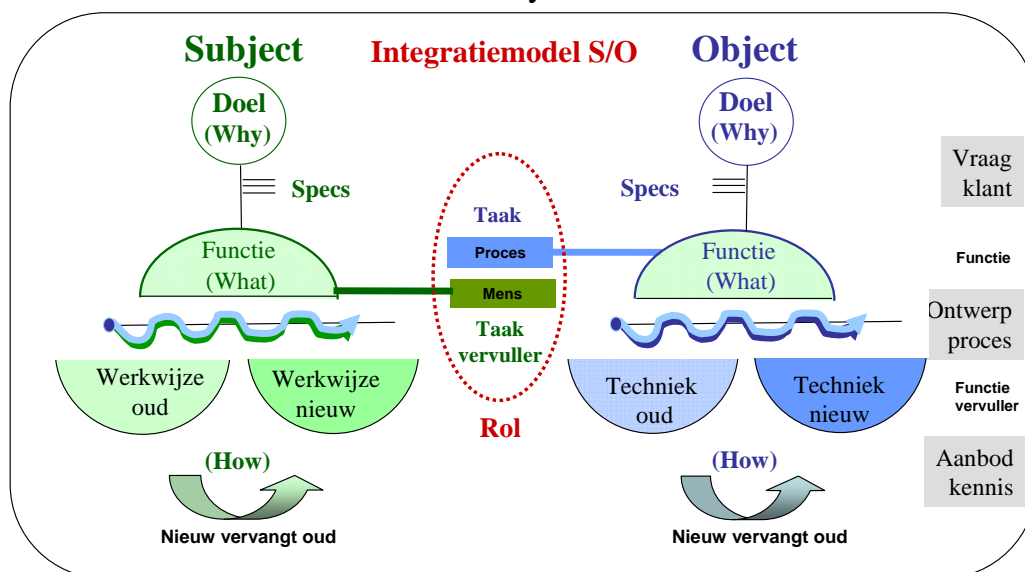 Subject
Integratiemodel S/O
Object
Doel
(Why)
Specs
Functie
(What)
Werkwijze
oud
Werkwijze
nieuw
(How)
Nieuw vervangt oud
Taak
Proces
Mens
Taak
vervuller
Rol
Doel
(Why)
Specs
Functie
(What)
Techniek
oud
Techniek
nieuw
(How)
Nieuw vervangt oud
Vraag
klant
Functie
Ontwerp
proces
Functie
vervuller
Aanbod
kennis